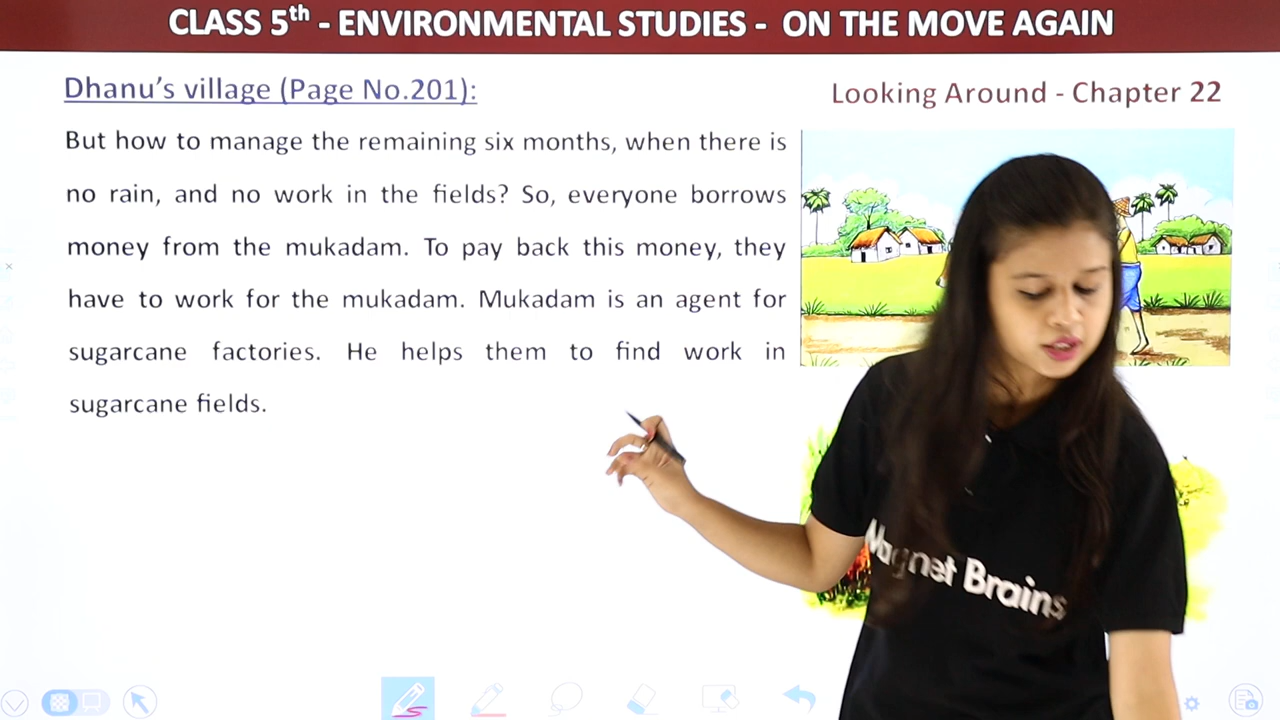 CLASS 5th - ENVIRONMENTAL STUDIES - ON THE MOVE AGAIN
Dhanu's village (Page No.201):
Looking Around - Chapter 22
But how to manage the remaining six months, when there is
no rain, and no work in the fields? So, everyone borrows
money from the mukadam. To pay back this money, they
have to work for the mukadam. Mukadam is an agent for
sugarcane factories. He helps them to find work in
sugarcane fields.
Magnet Brains